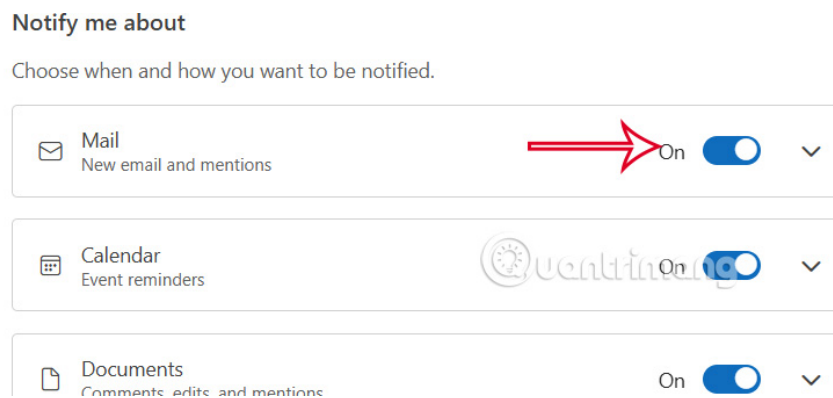 Notify me about
Choose when and how you want to be notified.
Mail
New email and mentions
On
Calendar
Event reminders
On
Quantrimang
Documents
Comments, edits, and mentions
On